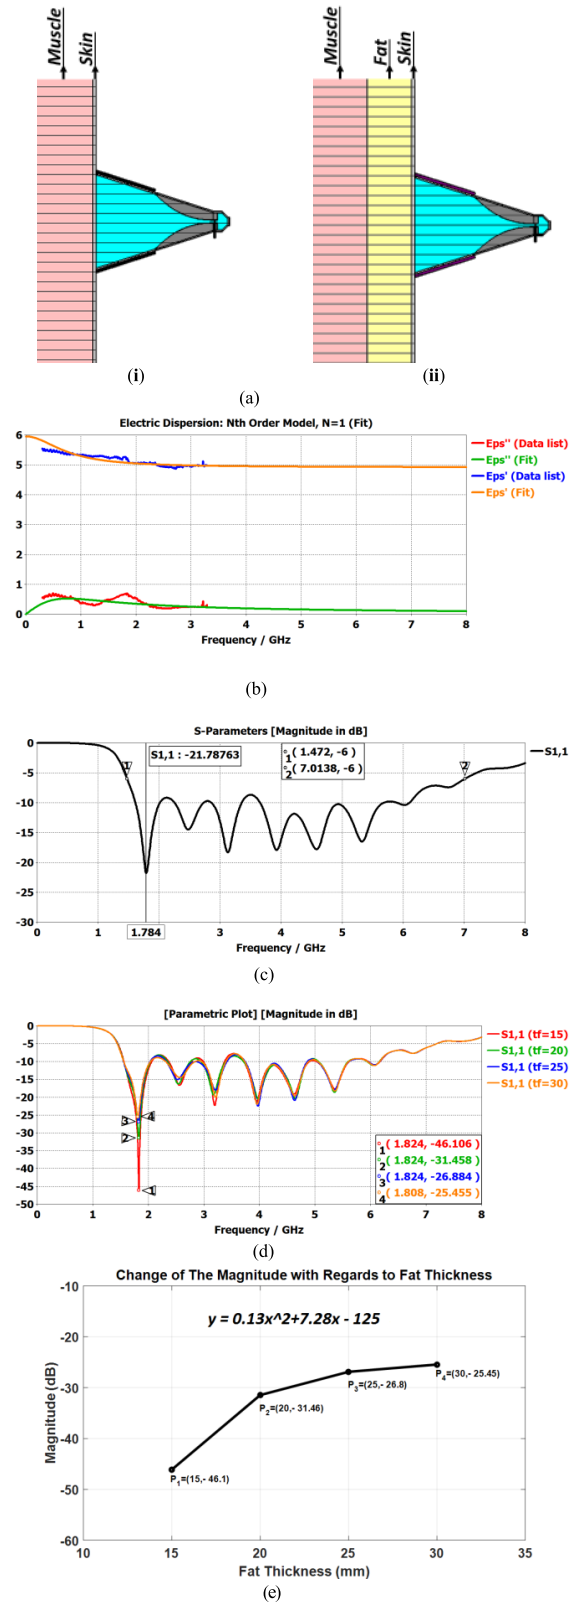 Muscle Skin Muscle Fat Skin
(i) (ii)
(a)
Electric Dispersion: Nth Order Model, N=1 (Fit)
6
5
4
3
2
1
0
Eps'' (Data list)
Eps'' (Fit)
Eps' (Data list)
Eps' (Fit)
0 1 2 3 4 5 6 7 8
Frequency / GHz
(b)
S-Parameters [Magnitude in dB]
0
-5
-10
-15
-20
-25
-30
S1,1 : -21.78763
1 ( 1.472, -6 )
2 ( 7.0138, -6 )
1
2
S1,1
0 1 1.784 2 3 4 5 6 7 8
Frequency / GHz
(c)
[Parametric Plot] [Magnitude in dB]
0
-5
-10
-15
-20
-25
-30
-35
-40
-45
-50
S1,1 (tf=15)
S1,1 (tf=20)
S1,1 (tf=25)
S1,1 (tf=30)
3
4
2
1
1 ( 1.824, -46.106 )
2 ( 1.824, -31.458 )
3 ( 1.824, -26.884 )
4 ( 1.808, -25.455 )
0 1 2 3 4 5 6 7 8
Frequency / GHz
(d)
Change of The Magnitude with Regards to Fat Thickness
y = 0.13x^2+7.28x - 125
Magnitude (dB)
-10
-20
-30
-40
-50
-60
P1=(15,- 46.1)
P2=(20,- 31.46)
P3=(25,- 26.8)
P4=(30,- 25.45)
10 15 20 25 30 35
Fat Thickness (mm)
(e)